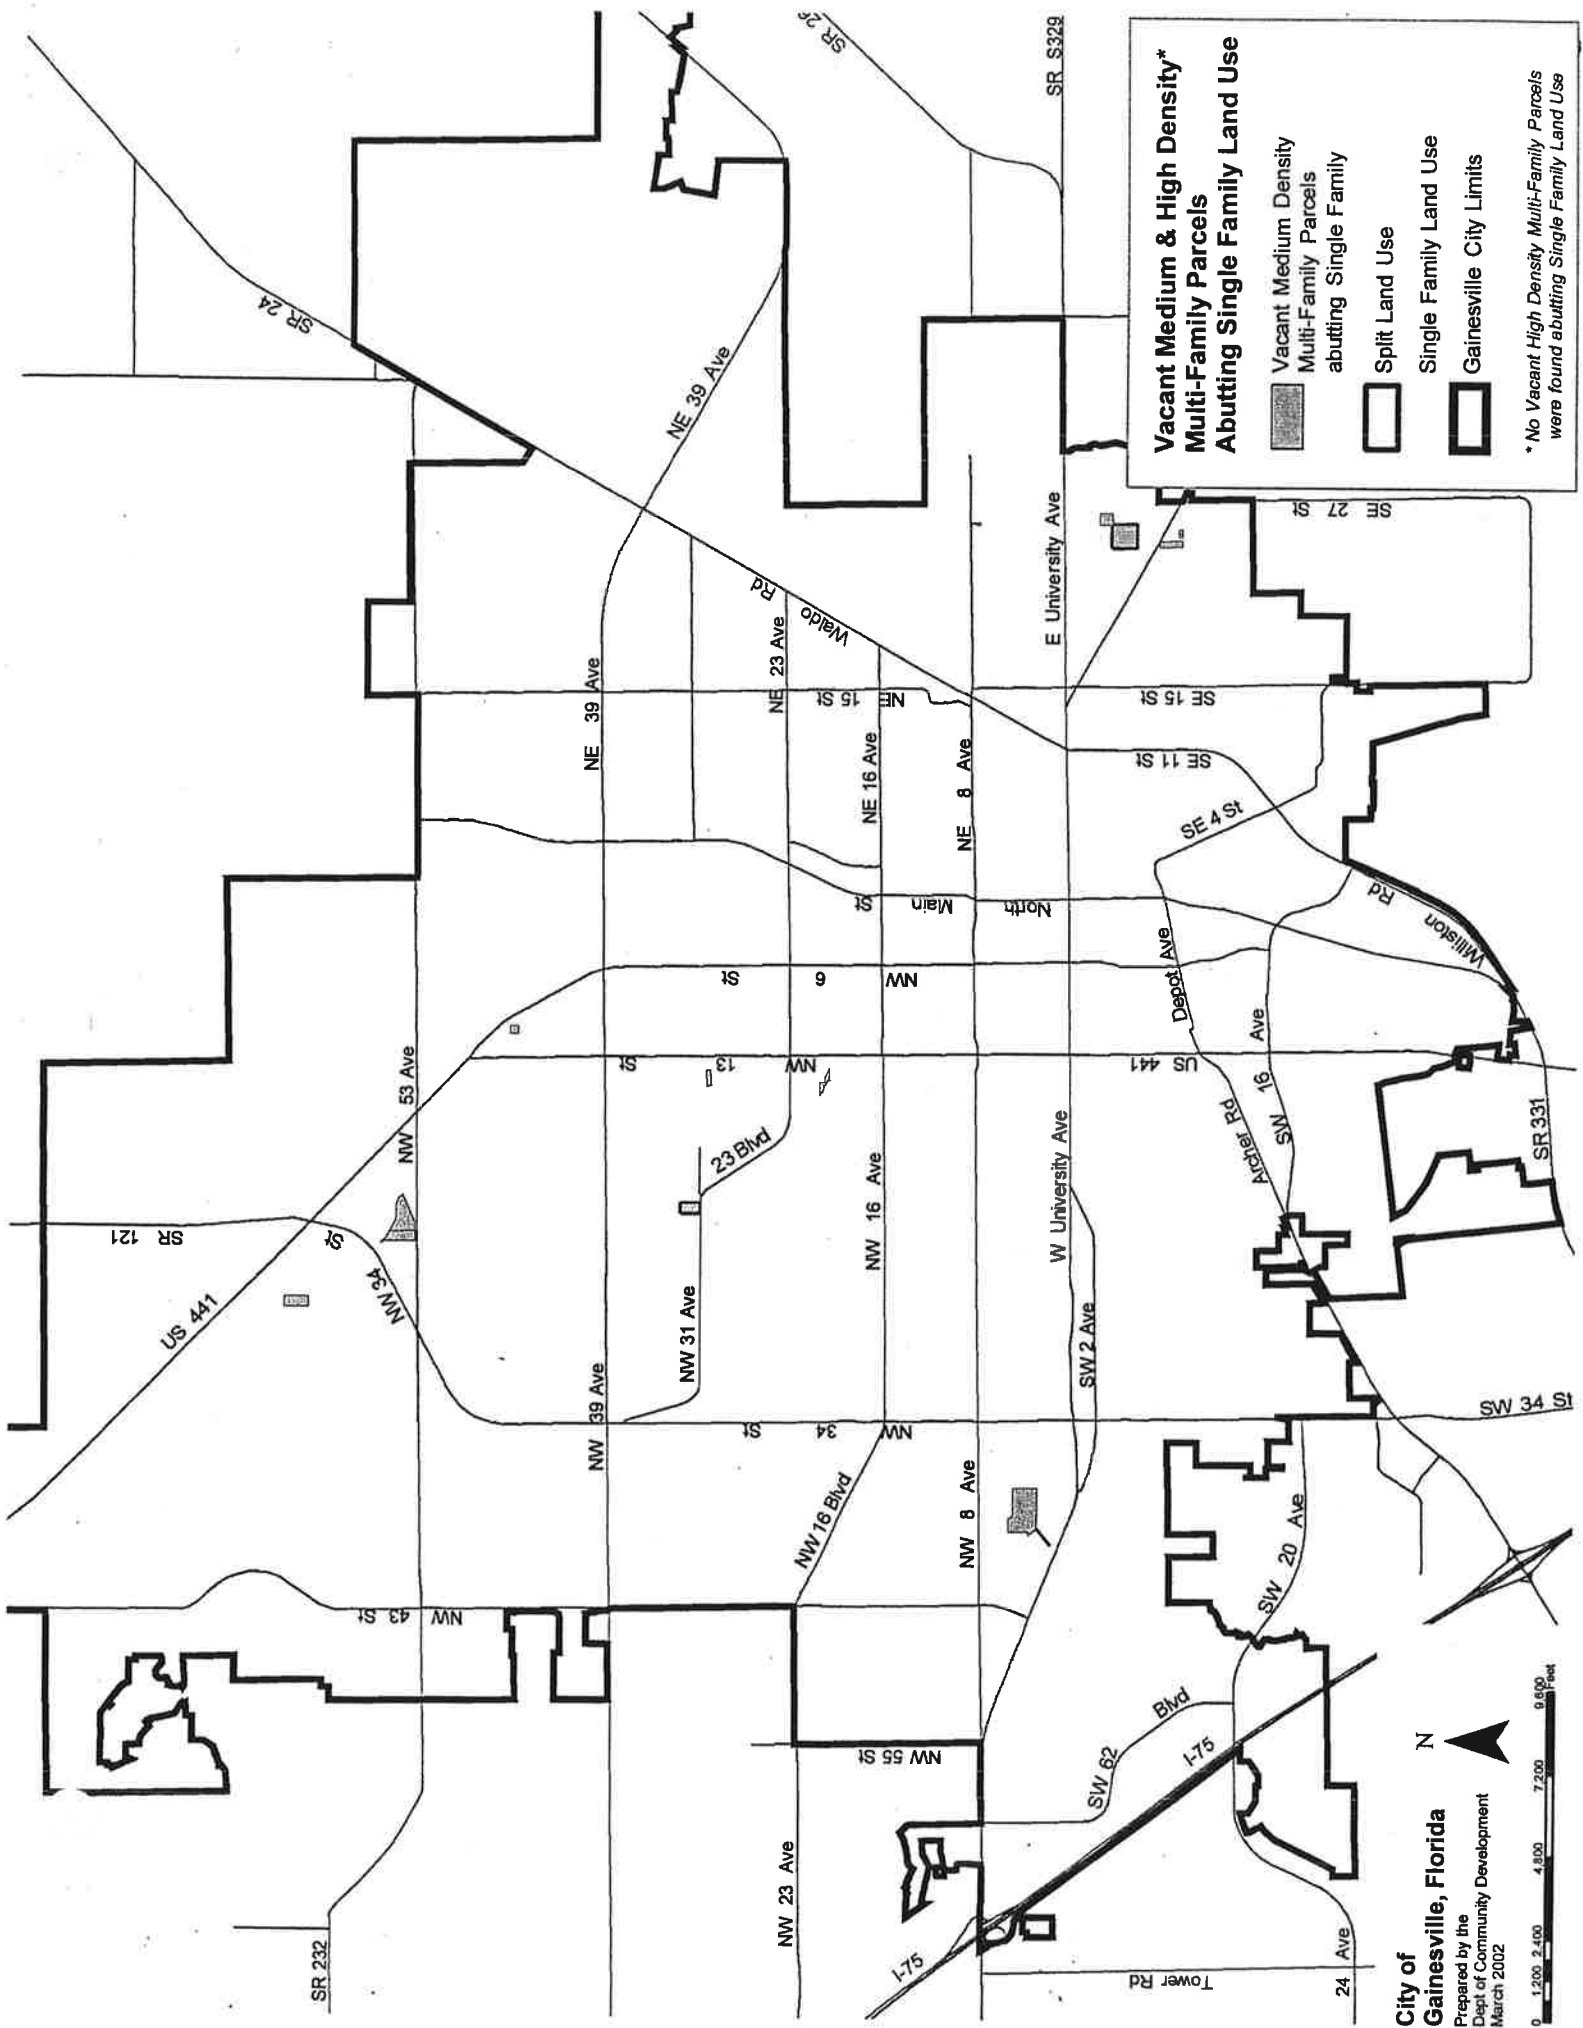 Vacant Medium & High Density*
Multi-Family Parcels
Abutting Single Family Land Use
Vacant Medium Density
Multi-Family Parcels
abutting Single Family
Split Land Use
Single Family Land Use
Gainesville City Limits
* No Vacant High Density Multi-Family Parcels
were found abutting Single Family Land Use
City of
Gainesville, Florida
Prepared by the
Dept of Community Development
March 2002
N
0 1,200 2,400 4,800 7,200 9,600
Feet
SR 232
SR 121
US 441
NW 34 St
NW 43 St
NW 53 Ave
SR 24
NW 39 Ave
NE 39 Ave
NE 39 Ave
NW 31 Ave
23 Blvd
NW 13 St
NW 6 St
NW 34 St
NW 23 Ave
NE 23 Ave
NW 16 Blvd
NW 16 Ave
NE 16 Ave
Waldo Rd
NE 15 St
North Main St
NW 55 St
NW 8 Ave
NE 8 Ave
SR 26
SR S329
W University Ave
E University Ave
SW 2 Ave
SW 62 Blvd
I-75
I-75
Tower Rd
24 Ave
SW 20 Ave
SW 34 St
Archer Rd
SW 16 Ave
US 441
Depot Ave
SE 4 St
SE 11 St
SE 15 St
SE 27 St
Williston Rd
SR 331